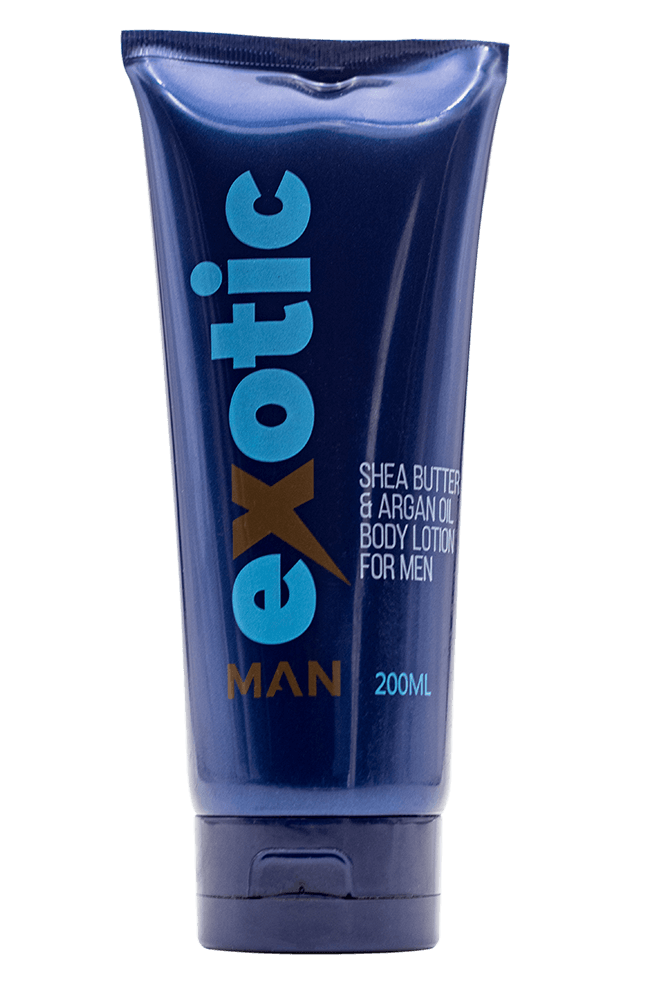 exotic
MAN
SHEA BUTTER
& ARGAN OIL
BODY LOTION
FOR MEN
200ML